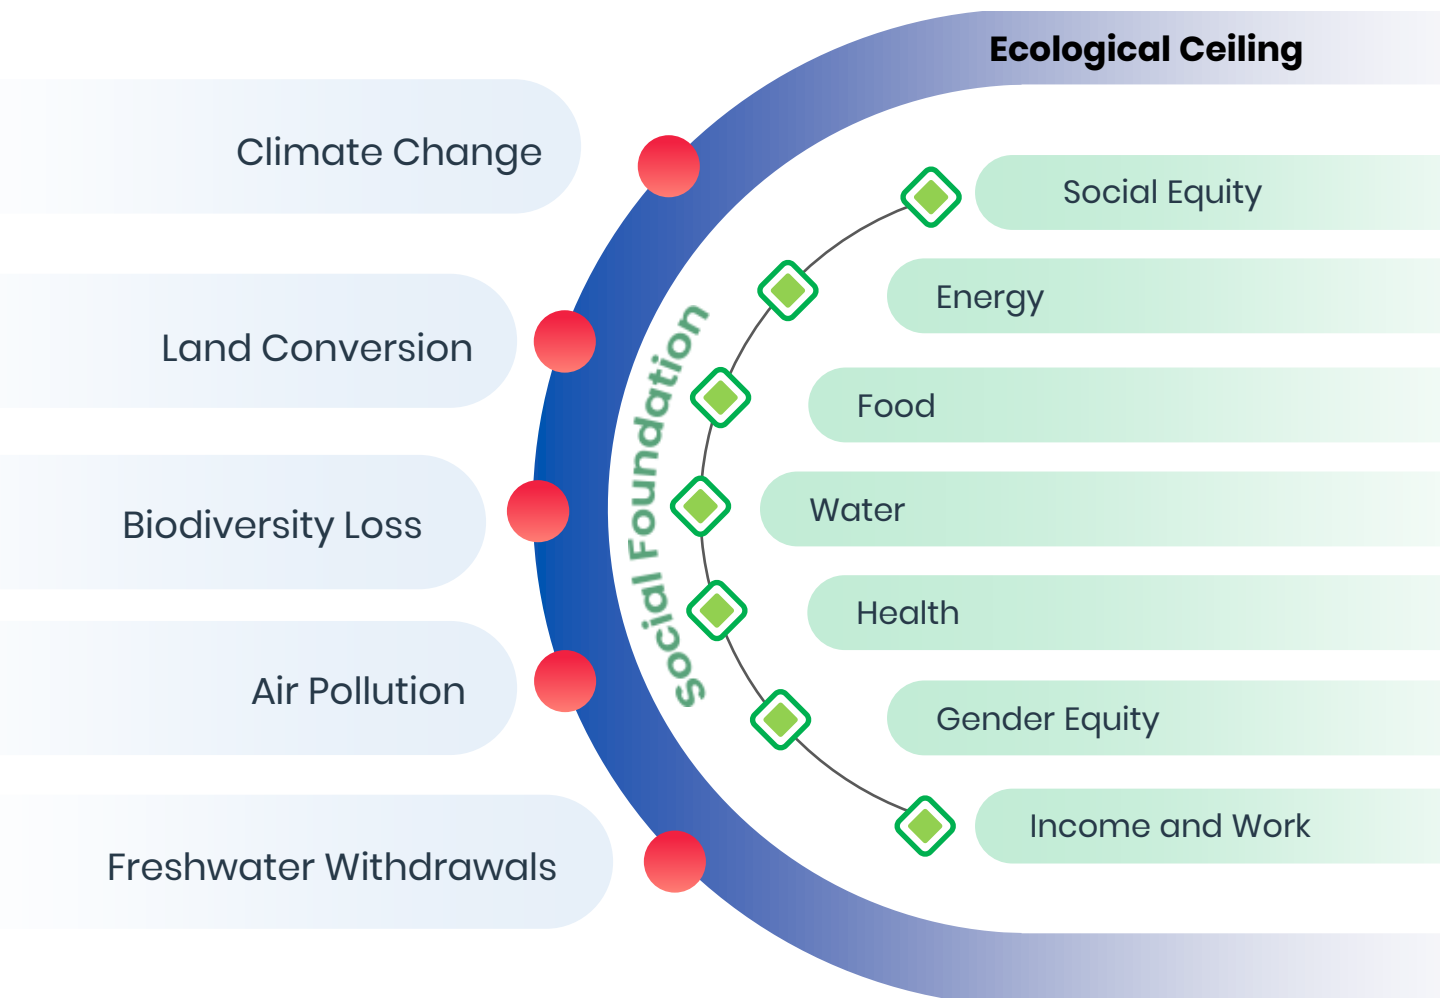 Ecological Ceiling
Climate Change
Land Conversion
Biodiversity Loss
Air Pollution
Freshwater Withdrawals
Social Foundation
Social Equity
Energy
Food
Water
Health
Gender Equity
Income and Work